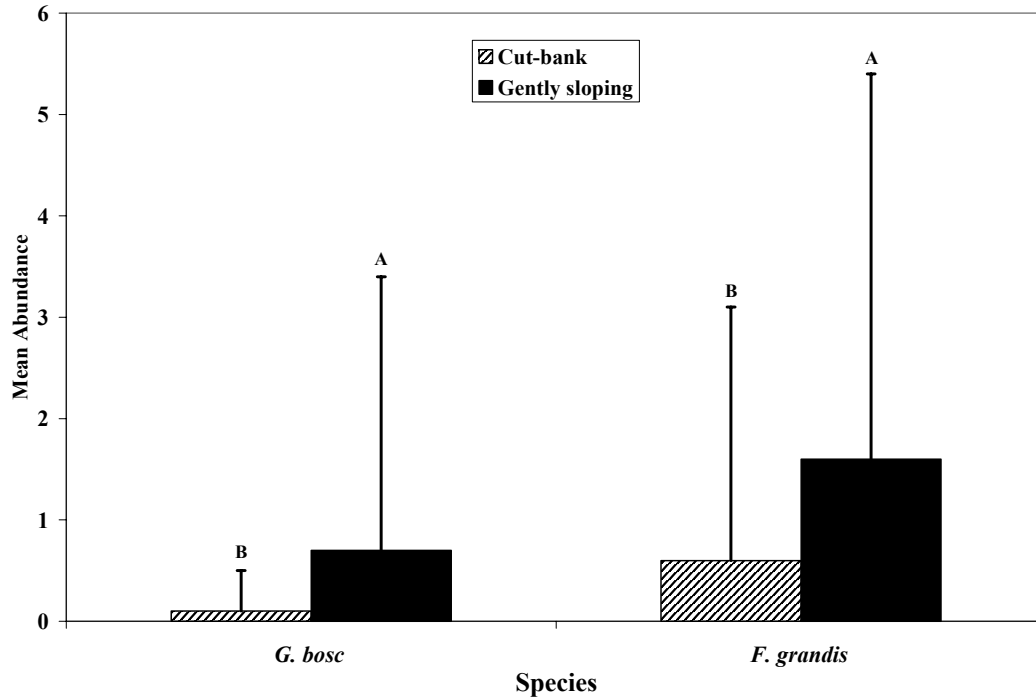 6
5
4
3
2
1
0
Mean Abundance
Cut-bank
Gently sloping
B
A
B
A
G. bosc
F. grandis
Species